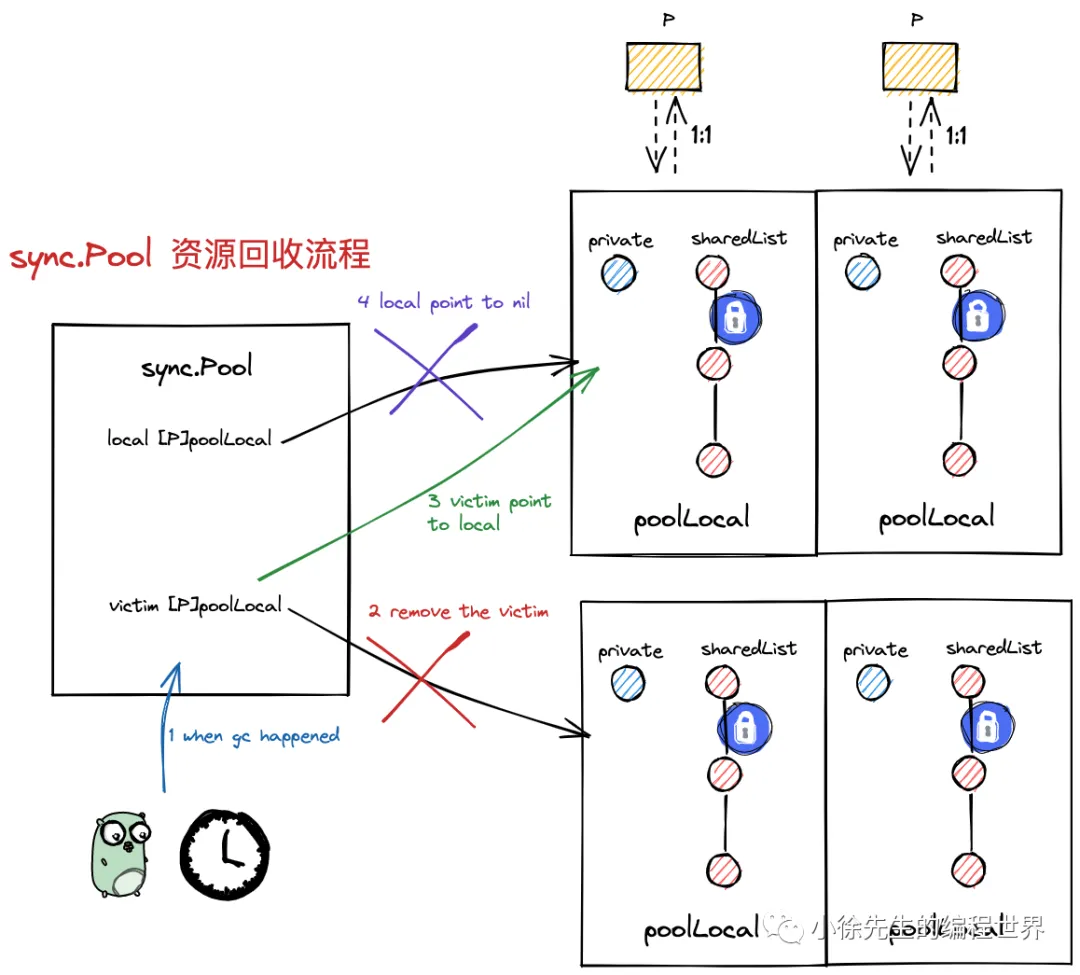 P
P
1:1
1:1
sync.Pool 资源回收流程
private
sharedList
private
sharedList
4 local point to nil
sync.Pool
local [P]poolLocal
3 victim point
to local
poolLocal
poolLocal
victim [P]poolLocal
2 remove the victim
private
sharedList
private
sharedList
1 when gc happened
poolLocal
poolLocal
小徐先生的编程世界